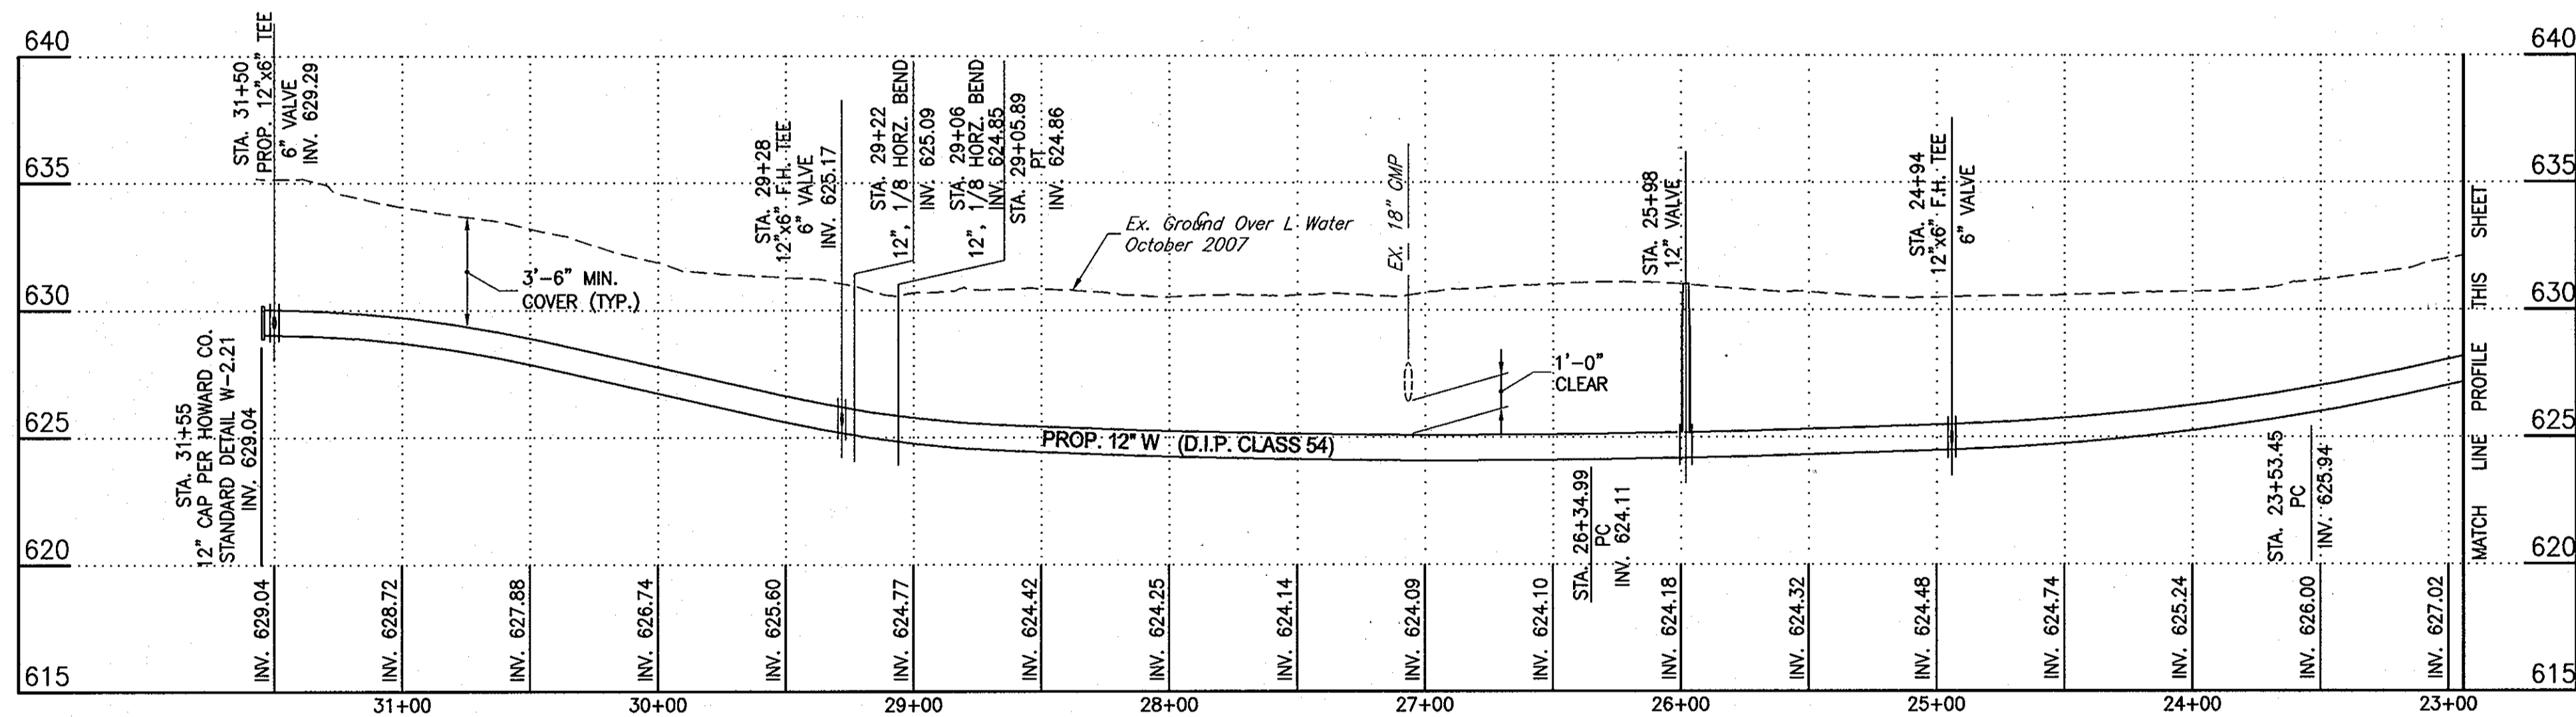 640
635
630
625
620
615
640
635
630
625
620
615
STA. 31+50
PROP. 12"x6" TEE
6" VALVE
INV. 629.29
STA. 31+55
12" CAP PER HOWARD CO.
STANDARD DETAIL W-2.21
INV. 629.04
3'-6" MIN.
COVER (TYP.)
STA. 29+28
12"x6" F.H. TEE
6" VALVE
INV. 625.17
STA. 29+22
12", 1/8 HORZ. BEND
INV. 625.09
STA. 29+06
12", 1/8 HORZ. BEND
INV. 624.85
STA. 29+05.89
PT
INV. 624.86
Ex. Ground Over CL Water
October 2007
EX. 18" CMP
1'-0"
CLEAR
PROP. 12" W (D.I.P. CLASS 54)
STA. 26+34.99
PC
INV. 624.11
STA. 25+98
12" VALVE
STA. 24+94
12"x6" F.H. TEE
6" VALVE
STA. 23+53.45
PC
INV. 625.94
MATCH LINE PROFILE THIS SHEET
INV. 629.04
INV. 628.72
INV. 627.88
INV. 626.74
INV. 625.60
INV. 624.77
INV. 624.42
INV. 624.25
INV. 624.14
INV. 624.09
INV. 624.10
INV. 624.18
INV. 624.32
INV. 624.48
INV. 624.74
INV. 625.24
INV. 626.00
INV. 627.02
31+00
30+00
29+00
28+00
27+00
26+00
25+00
24+00
23+00